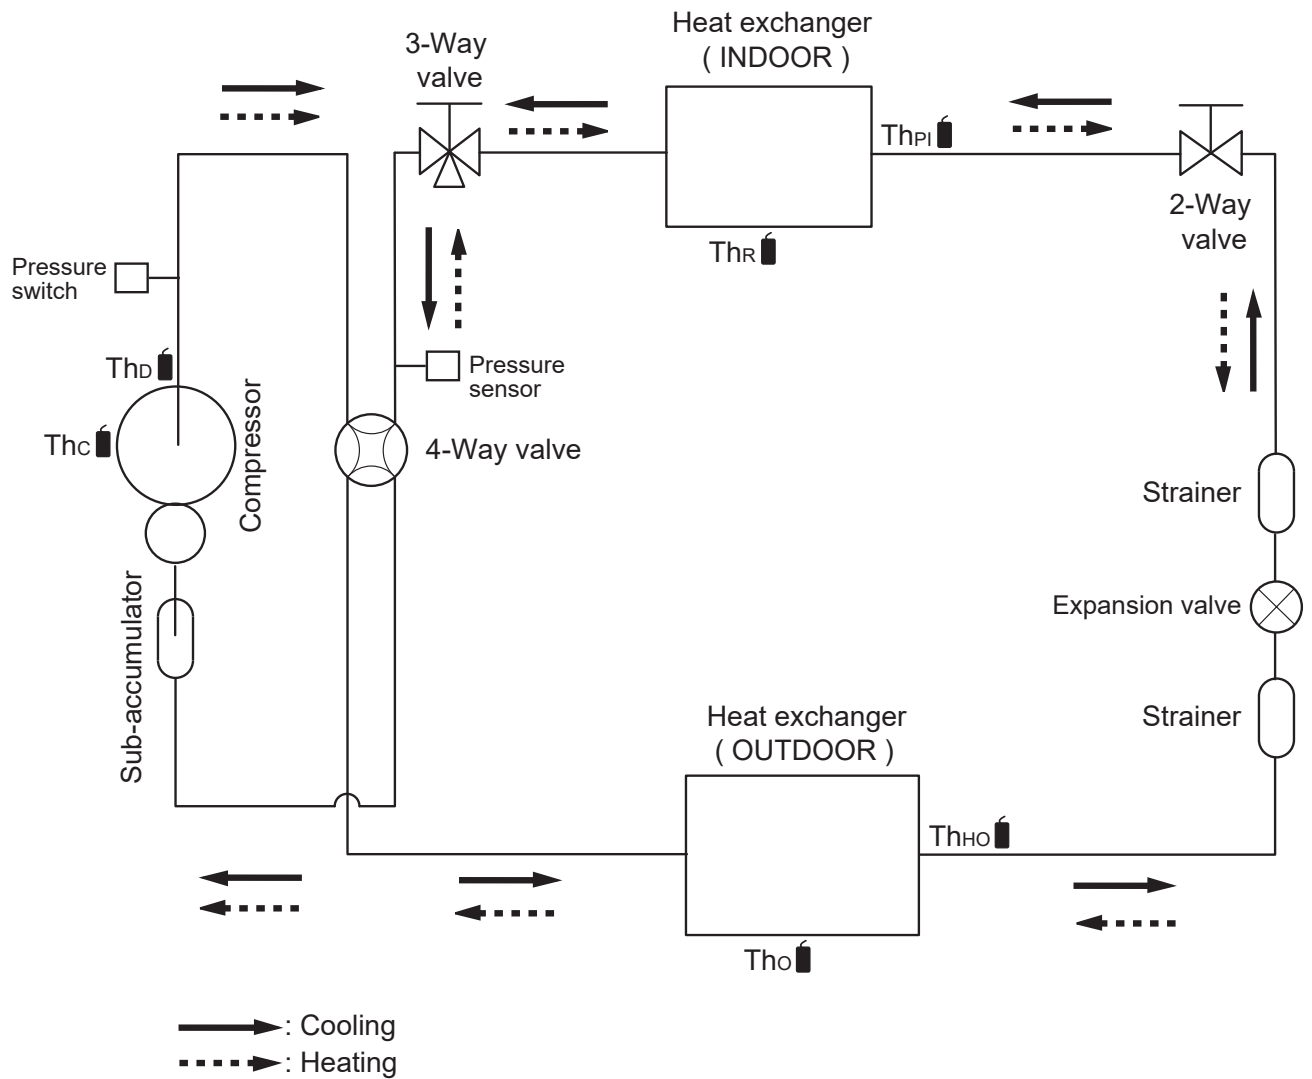 Heat exchanger
( INDOOR )
3-Way
valve
ThPI
2-Way
valve
ThR
Pressure
switch
ThD
Pressure
sensor
ThC
Compressor
4-Way valve
Strainer
Expansion valve
Sub-accumulator
Strainer
Heat exchanger
( OUTDOOR )
ThHO
ThO
: Cooling
: Heating